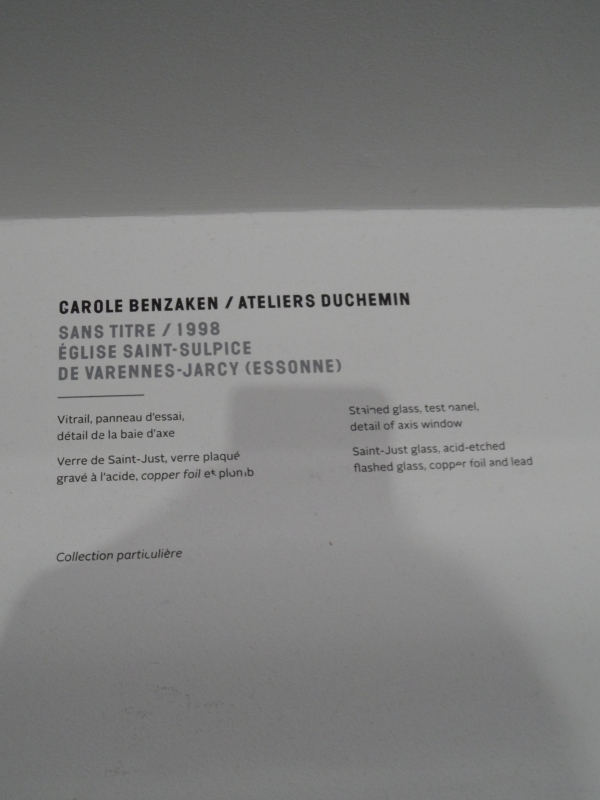 CAROLE BENZAKEN / ATELIERS DUCHEMIN
SANS TITRE / 1998
ÉGLISE SAINT-SULPICE
DE VARENNES-JARCY (ESSONNE)
Vitrail, panneau d'essai,
détail de la baie d'axe
Verre de Saint-Just, verre plaqué
gravé à l'acide, copper foil et plomb
Stained glass, test panel,
detail of axis window
Saint-Just glass, acid-etched
flashed glass, copper foil and lead
Collection particulière